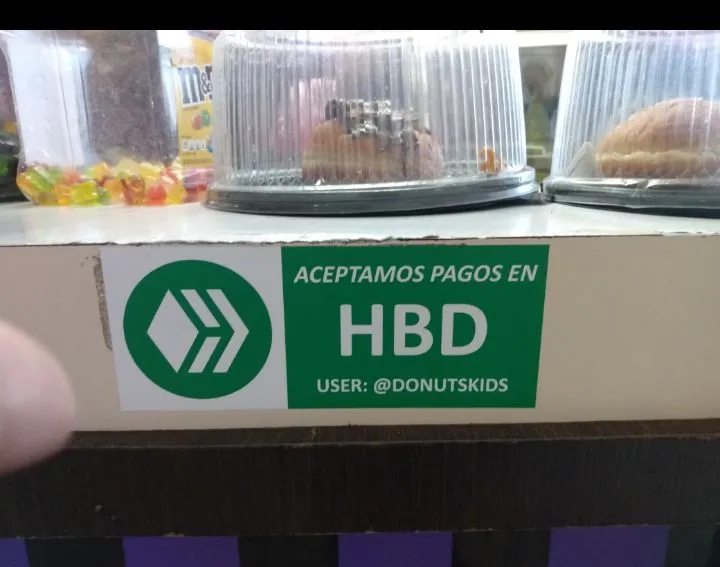 m&
ACEPTAMOS PAGOS EN
HBD
USER: @DONUTSKIDS